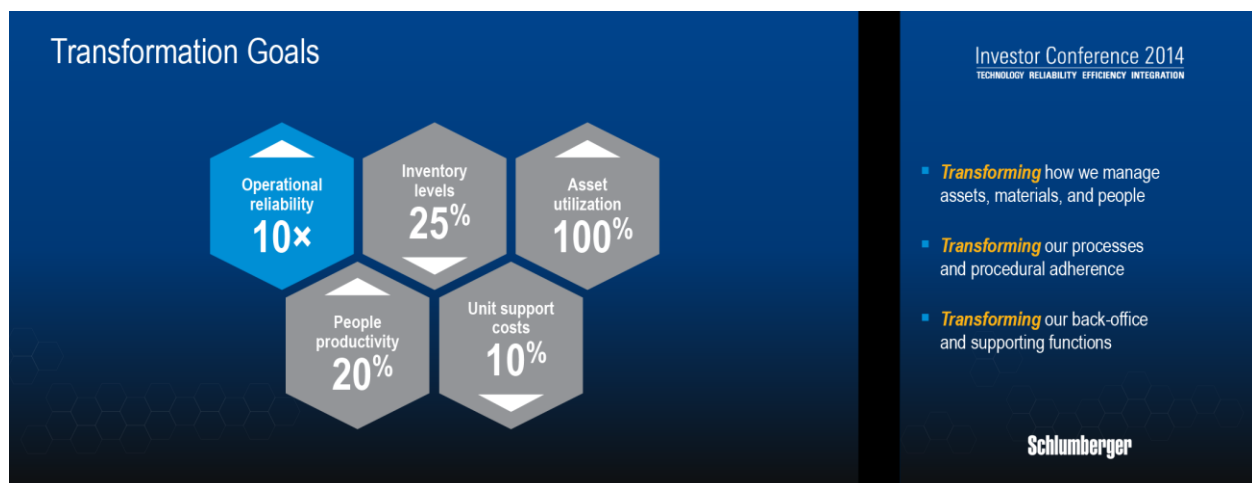 Transformation Goals
Operational
reliability
10×
Inventory
levels
25%
Asset
utilization
100%
People
productivity
20%
Unit support
costs
10%
Investor Conference 2014
TECHNOLOGY RELIABILITY EFFICIENCY INTEGRATION
Transforming how we manage
assets, materials, and people
Transforming our processes
and procedural adherence
Transforming our back-office
and supporting functions
Schlumberger